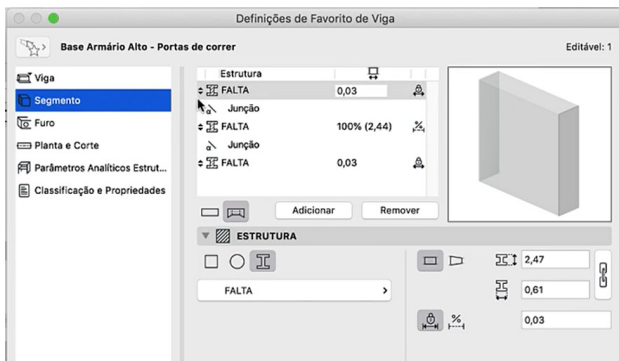 Definições de Favorito de Viga
Base Armário Alto - Portas de correr
Editável: 1
Viga
Segmento
Furo
Planta e Corte
Parâmetros Analíticos Estrut...
Classificação e Propriedades
Estrutura
FALTA 0,03
Junção
FALTA 100% (2,44)
Junção
FALTA 0,03
Adicionar Remover
ESTRUTURA
FALTA
2,47
0,61
0,03